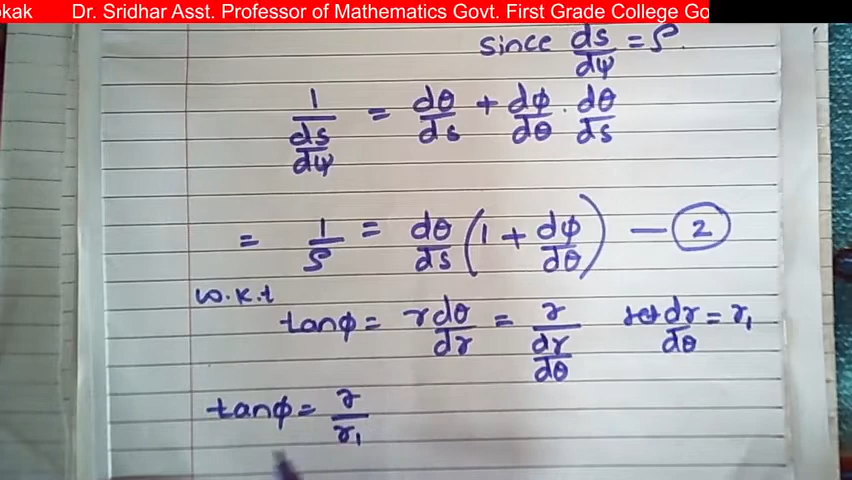 okak Dr. Sridhar Asst. Professor of Mathematics Govt. First Grade College Go
since ds/dψ = ρ.
1/(ds/dψ) = dθ/ds + dφ/dθ . dθ/ds
= 1/ρ = dθ/ds (1 + dφ/dθ) — 2
w.k.t
tanφ = r dθ/dr = r/(dr/dθ) dr/dθ = r₁
tanφ = r/r₁